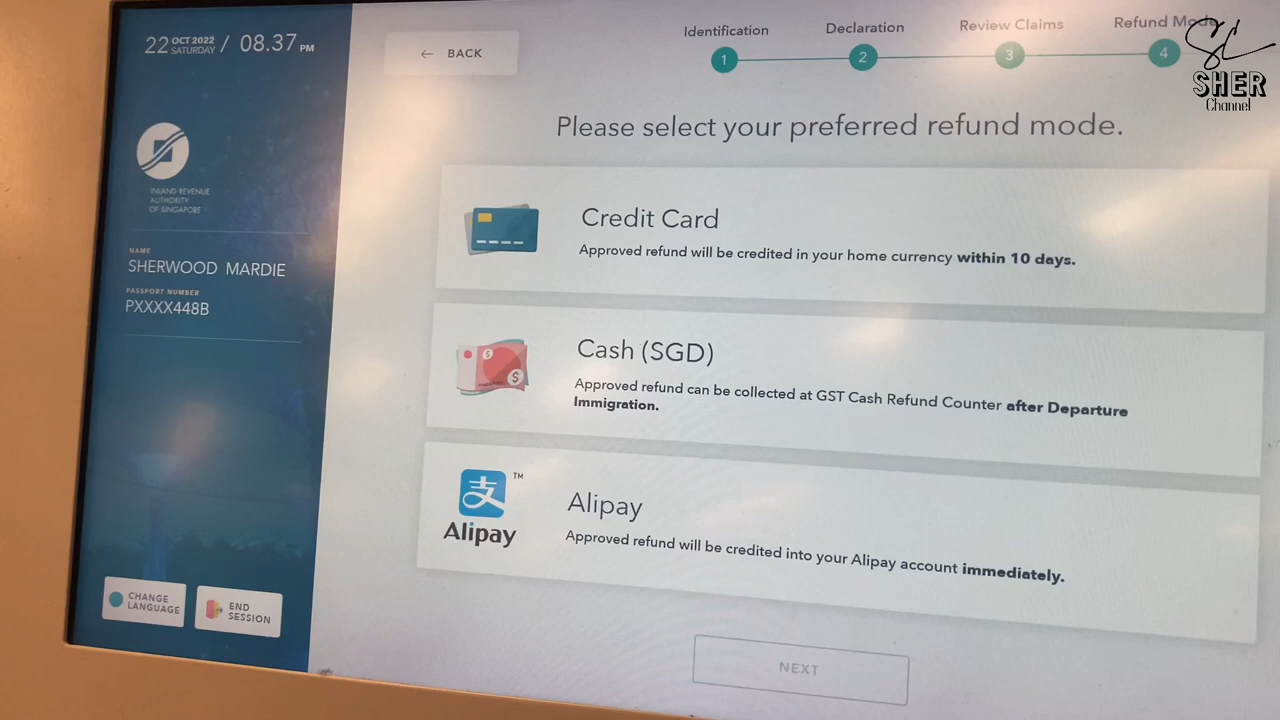 22 OCT 2022 SATURDAY / 08.37 PM
INLAND REVENUE
AUTHORITY
OF SINGAPORE
NAME
SHERWOOD MARDIE
PASSPORT NUMBER
PXXXX448B
CHANGE
LANGUAGE
END
SESSION
← BACK
Identification Declaration Review Claims Refund Mode
1 2 3 4
SC
SHER
Channel
Please select your preferred refund mode.
Credit Card
Approved refund will be credited in your home currency within 10 days.
Cash (SGD)
Approved refund can be collected at GST Cash Refund Counter after Departure
Immigration.
支 TM
Alipay
Alipay
Approved refund will be credited into your Alipay account immediately.
NEXT